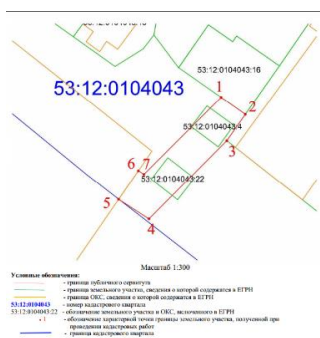 53:12:0104043:16
53:12:0104043
1
2
53:12:0104043:4
3
6
7
53:12:0104043:22
5
4
Масштаб 1:300
Условные обозначения:
- граница публичного сервитута
- граница земельного участка, сведения о которой содержатся в ЕГРН
- граница ОКС, сведения о которой содержатся в ЕГРН
53:12:0104043 - номер кадастрового квартала
53:12:0104043:22 - обозначение земельного участка и ОКС, включенного в ЕГРН
• 1 - обозначение характерной точки границы земельного участка, полученной при
проведении кадастровых работ
- граница кадастрового квартала